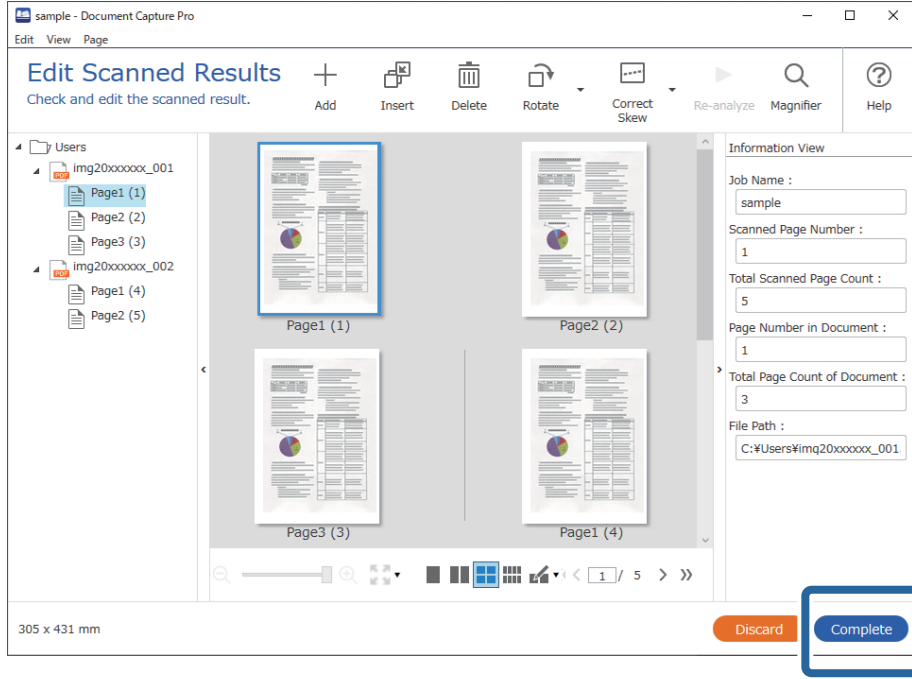 sample - Document Capture Pro
Edit View Page
Edit Scanned Results
Check and edit the scanned result.
Add
Insert
Delete
Rotate
Correct Skew
Re-analyze
Magnifier
Help
Users
PDF img20xxxxxx_001
Page1 (1)
Page2 (2)
Page3 (3)
PDF img20xxxxxx_002
Page1 (4)
Page2 (5)
Page1 (1)
Page2 (2)
Page3 (3)
Page1 (4)
Information View
Job Name :
sample
Scanned Page Number :
1
Total Scanned Page Count :
5
Page Number in Document :
1
Total Page Count of Document :
3
File Path :
C:¥Users¥img20xxxxxx_001
1 / 5
305 x 431 mm
Discard
Complete